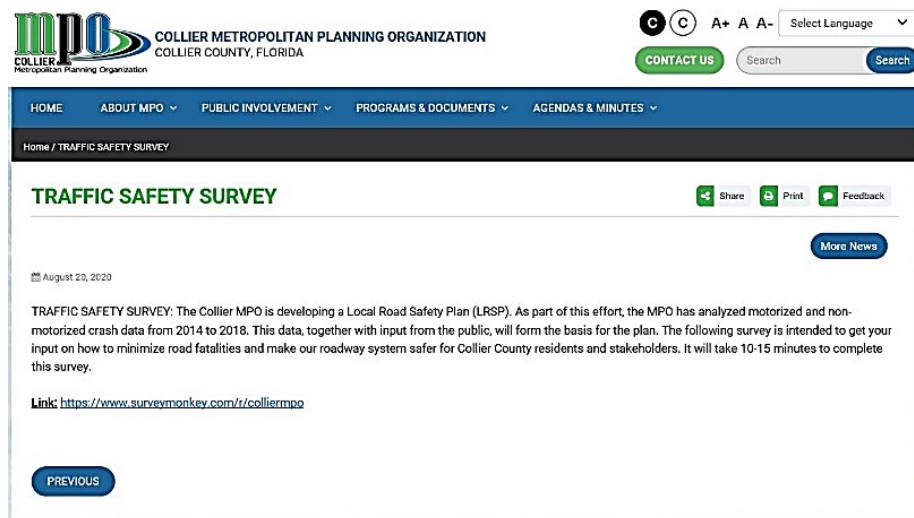 mpo
COLLIER
Metropolitan Planning Organization
COLLIER METROPOLITAN PLANNING ORGANIZATION
COLLIER COUNTY, FLORIDA
C C A+ A A- Select Language
CONTACT US Search Search
HOME ABOUT MPO PUBLIC INVOLVEMENT PROGRAMS & DOCUMENTS AGENDAS & MINUTES
Home / TRAFFIC SAFETY SURVEY
TRAFFIC SAFETY SURVEY
Share Print Feedback
More News
August 20, 2020
TRAFFIC SAFETY SURVEY: The Collier MPO is developing a Local Road Safety Plan (LRSP). As part of this effort, the MPO has analyzed motorized and non-
motorized crash data from 2014 to 2018. This data, together with input from the public, will form the basis for the plan. The following survey is intended to get your
input on how to minimize road fatalities and make our roadway system safer for Collier County residents and stakeholders. It will take 10-15 minutes to complete
this survey.
Link: https://www.surveymonkey.com/r/colliermpo
PREVIOUS